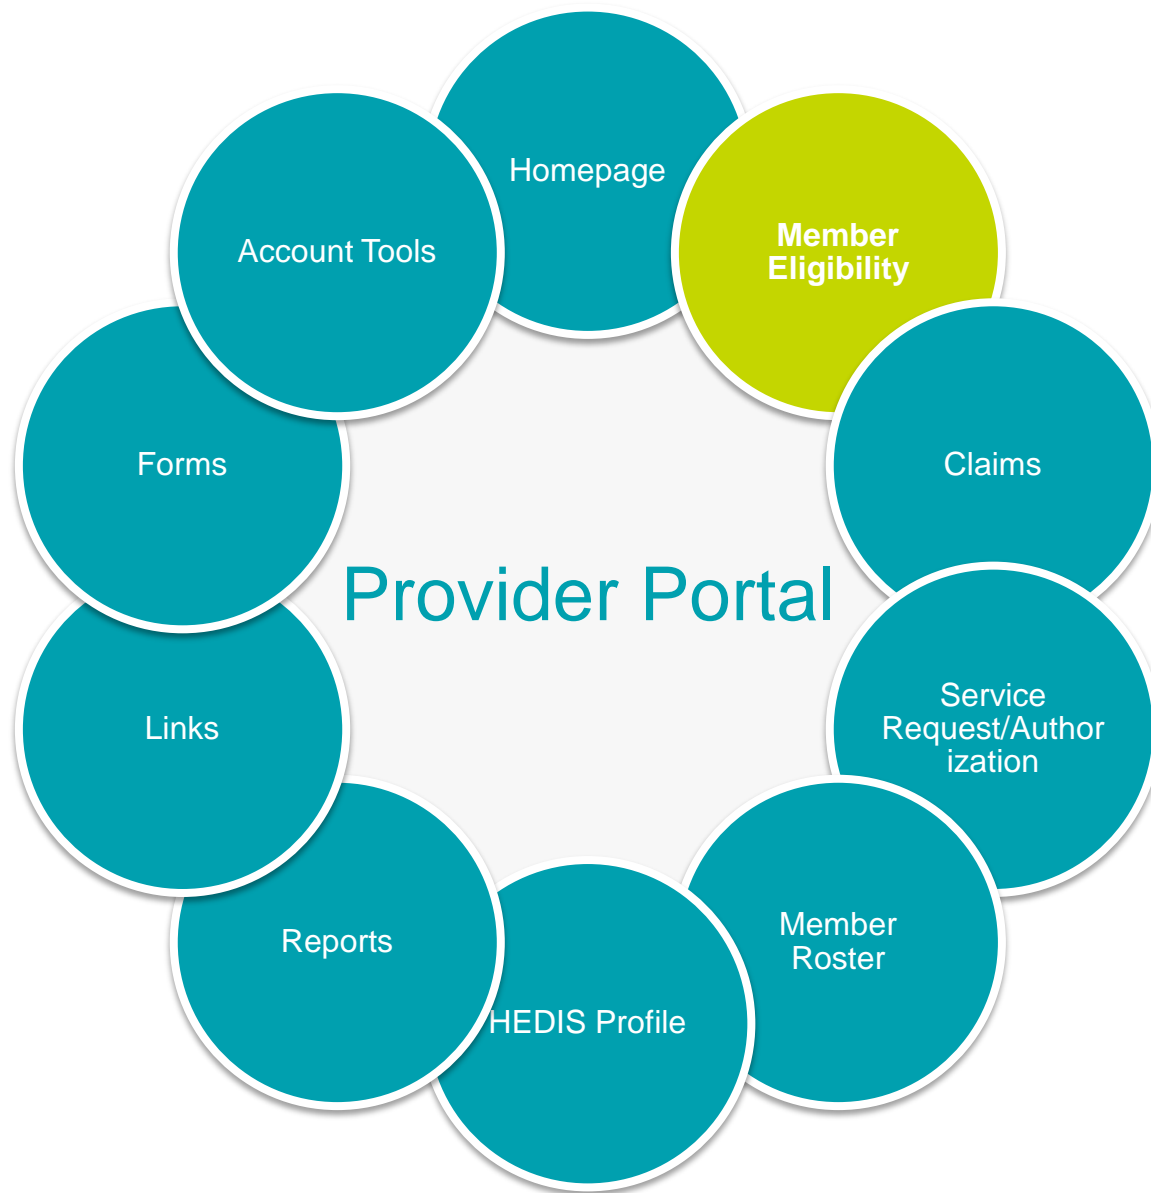 Homepage
Member
Eligibility
Account Tools
Forms
Claims
Provider Portal
Service
Request/Author
ization
Links
Member
Roster
Reports
HEDIS Profile